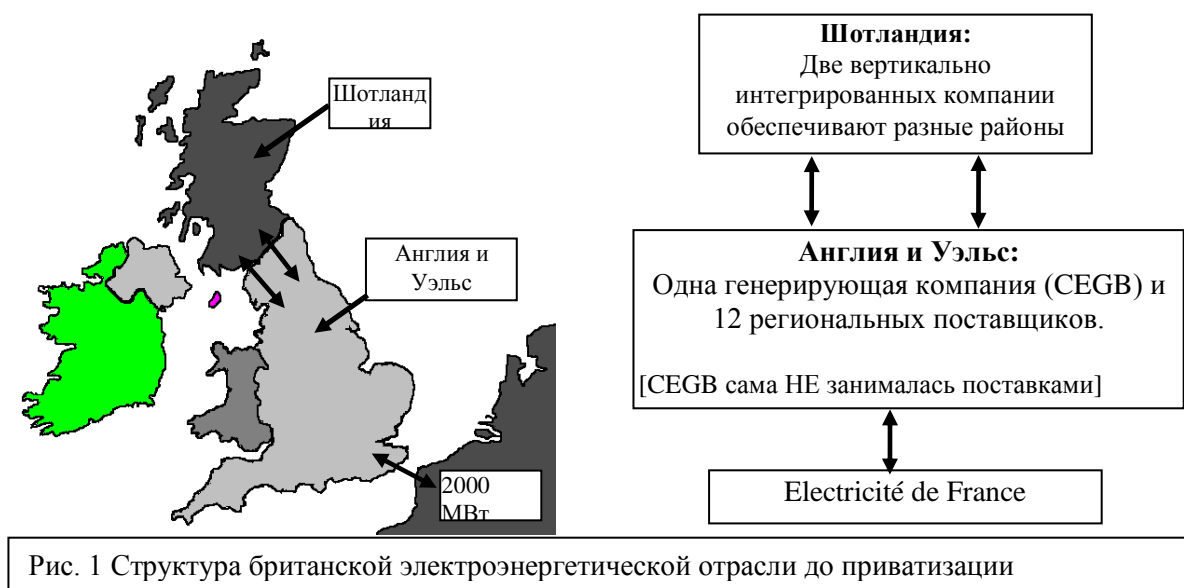 Шотланд
ия
Англия и
Уэльс
2000
МВт
Шотландия:
Две вертикально
интегрированных компании
обеспечивают разные районы
Англия и Уэльс:
Одна генерирующая компания (CEGB) и
12 региональных поставщиков.
[CEGB сама НЕ занималась поставками]
Electricité de France
Рис. 1 Структура британской электроэнергетической отрасли до приватизации